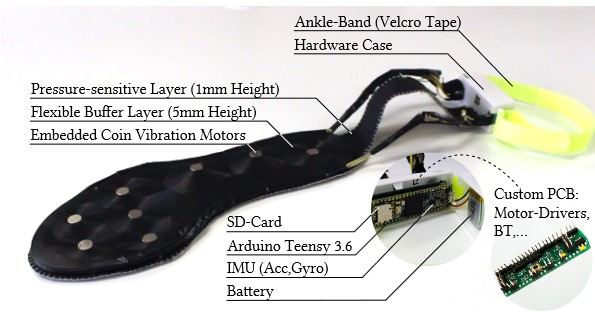 Ankle-Band (Velcro Tape)
Hardware Case
Pressure-sensitive Layer (1mm Height)
Flexible Buffer Layer (5mm Height)
Embedded Coin Vibration Motors
SD-Card
Arduino Teensy 3.6
IMU (Acc,Gyro)
Battery
Custom PCB:
Motor-Drivers,
BT,...